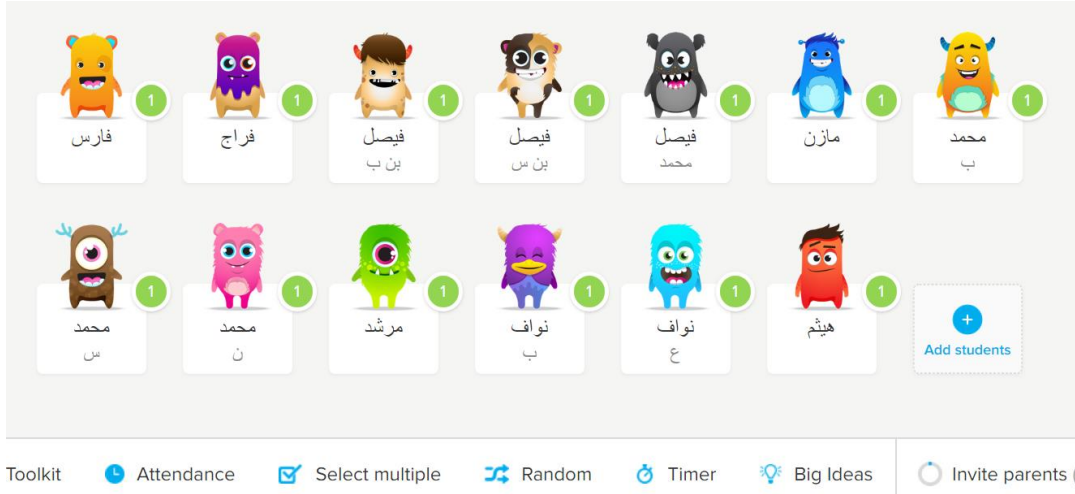 1
فارس
1
فراج
1
فيصل
بن ب
1
فيصل
بن س
1
فيصل
محمد
1
مازن
1
محمد
ب
1
محمد
س
1
محمد
ن
1
مرشد
1
نواف
ب
1
نواف
ع
1
هيثم
+
Add students
Toolkit
Attendance
Select multiple
Random
Timer
Big Ideas
Invite parents (